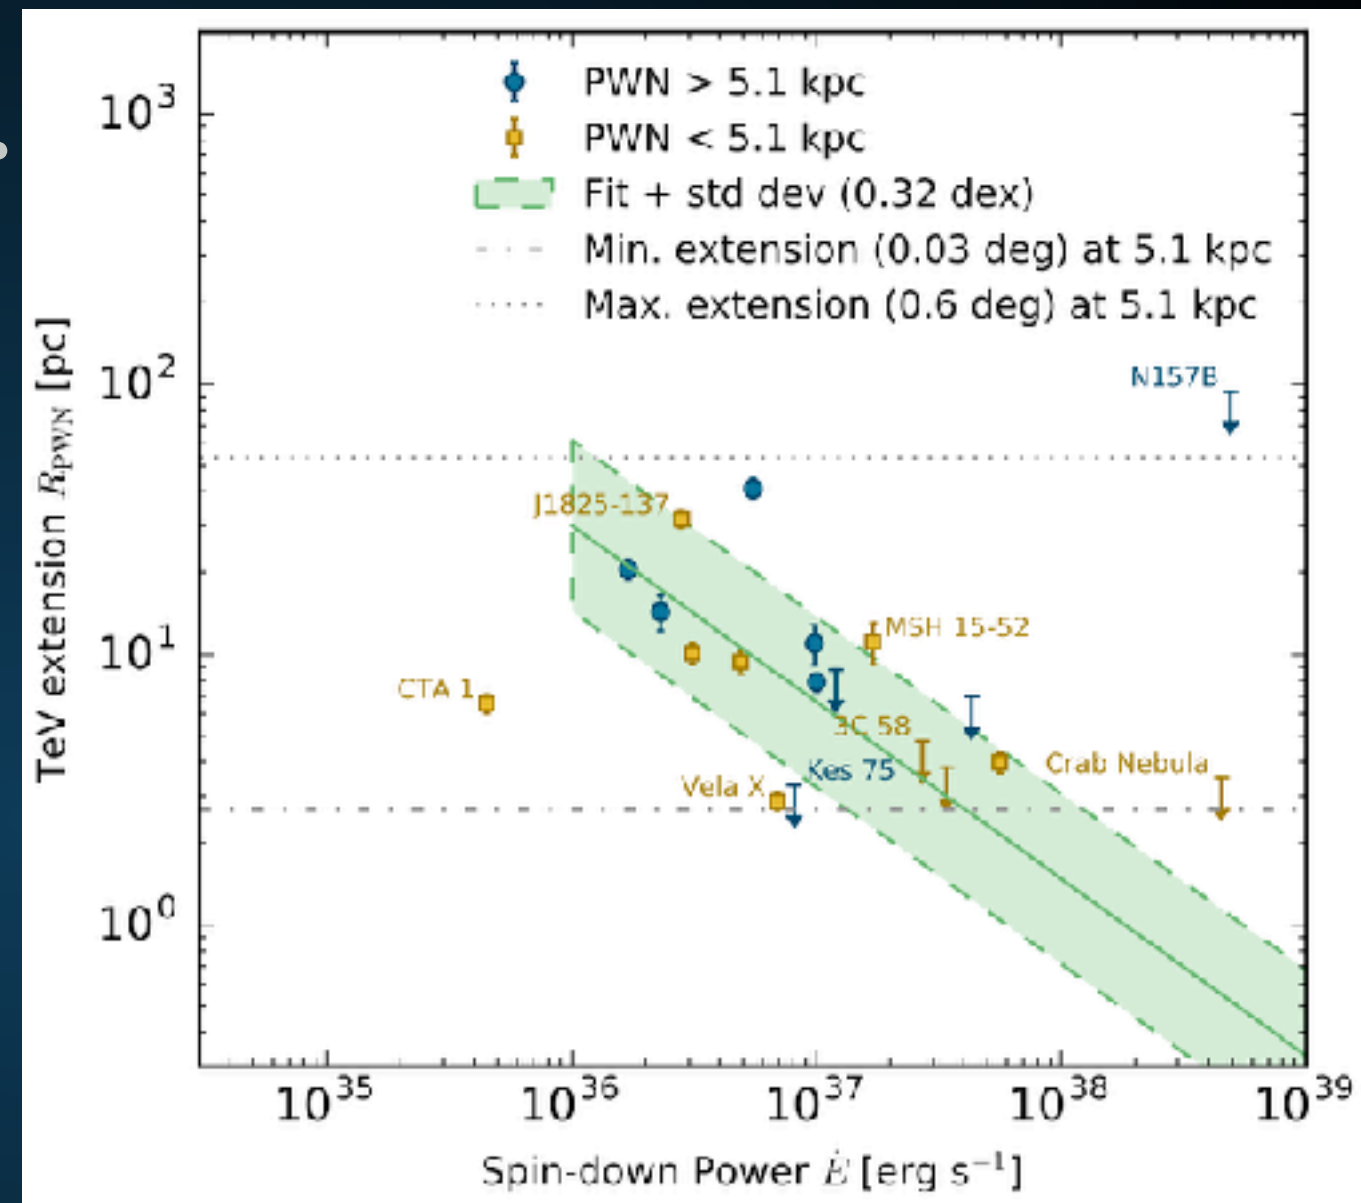 PWN > 5.1 kpc
PWN < 5.1 kpc
Fit + std dev (0.32 dex)
Min. extension (0.03 deg) at 5.1 kpc
Max. extension (0.6 deg) at 5.1 kpc
10³
10²
10¹
10⁰
TeV extension R_PWN [pc]
N157B
J1825-137
MSH 15-52
CTA 1
3C 58
Kes 75
Crab Nebula
Vela X
10³⁵ 10³⁶ 10³⁷ 10³⁸ 10³⁹
Spin-down Power Ė [erg s⁻¹]